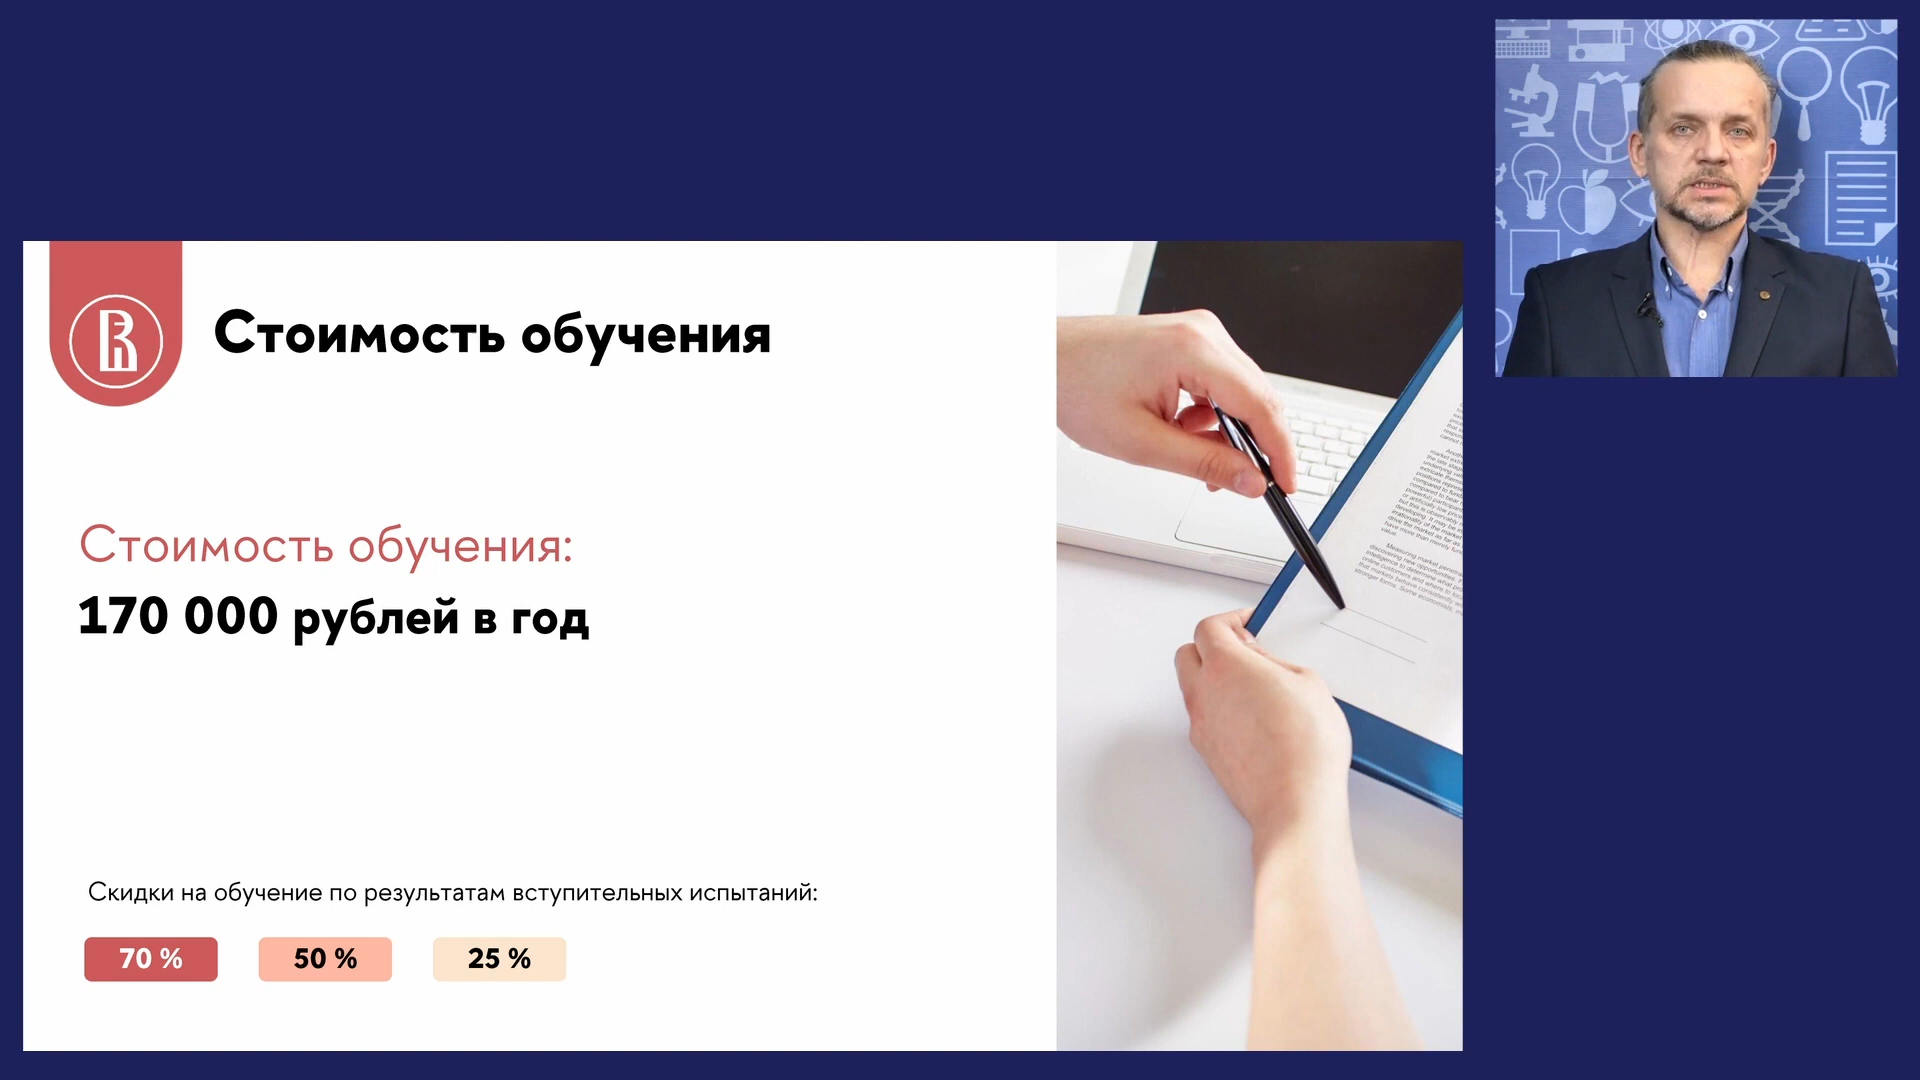 Стоимость обучения
Стоимость обучения:
170 000 рублей в год
Скидки на обучение по результатам вступительных испытаний:
70 %
50 %
25 %